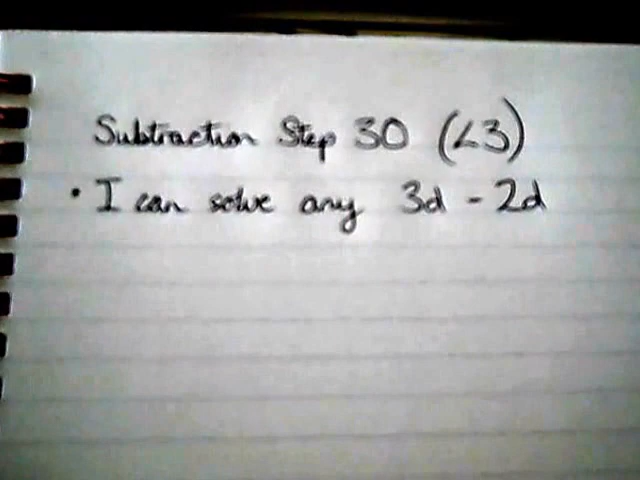 Subtraction Step 30 (L3)
• I can solve any 3d - 2d